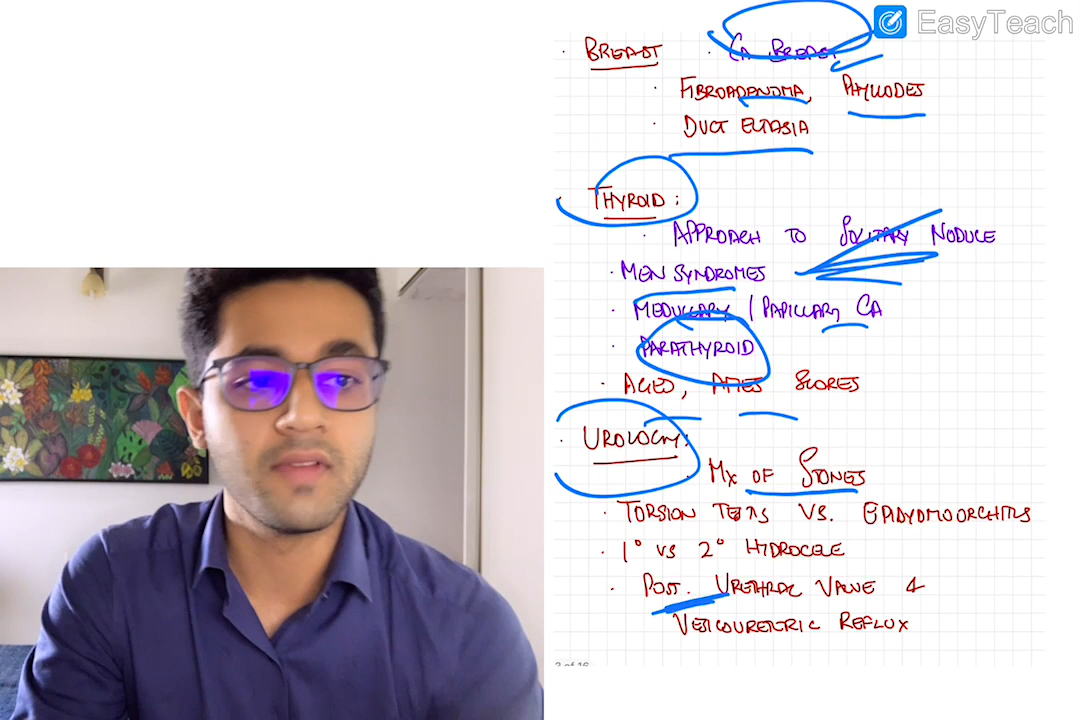 EasyTeach
· BREAST · CA BREAST
· FIBROADENOMA, PHYLLODES
· DUCT ECTASIA
· THYROID:
· APPROACH TO SOLITARY NODULE
· MEN SYNDROMES
· MEDULLARY / PAPILLARY CA
· PARATHYROID
· AGES, AMES SCORES
· UROLOGY:
· Mx OF STONES
· TORSION TESTIS VS. EPIDYDMOORCHITIS
· 1° VS 2° HYDROCELE
· POST. URETHRAL VALVE &
VESICOURETERIC REFLUX